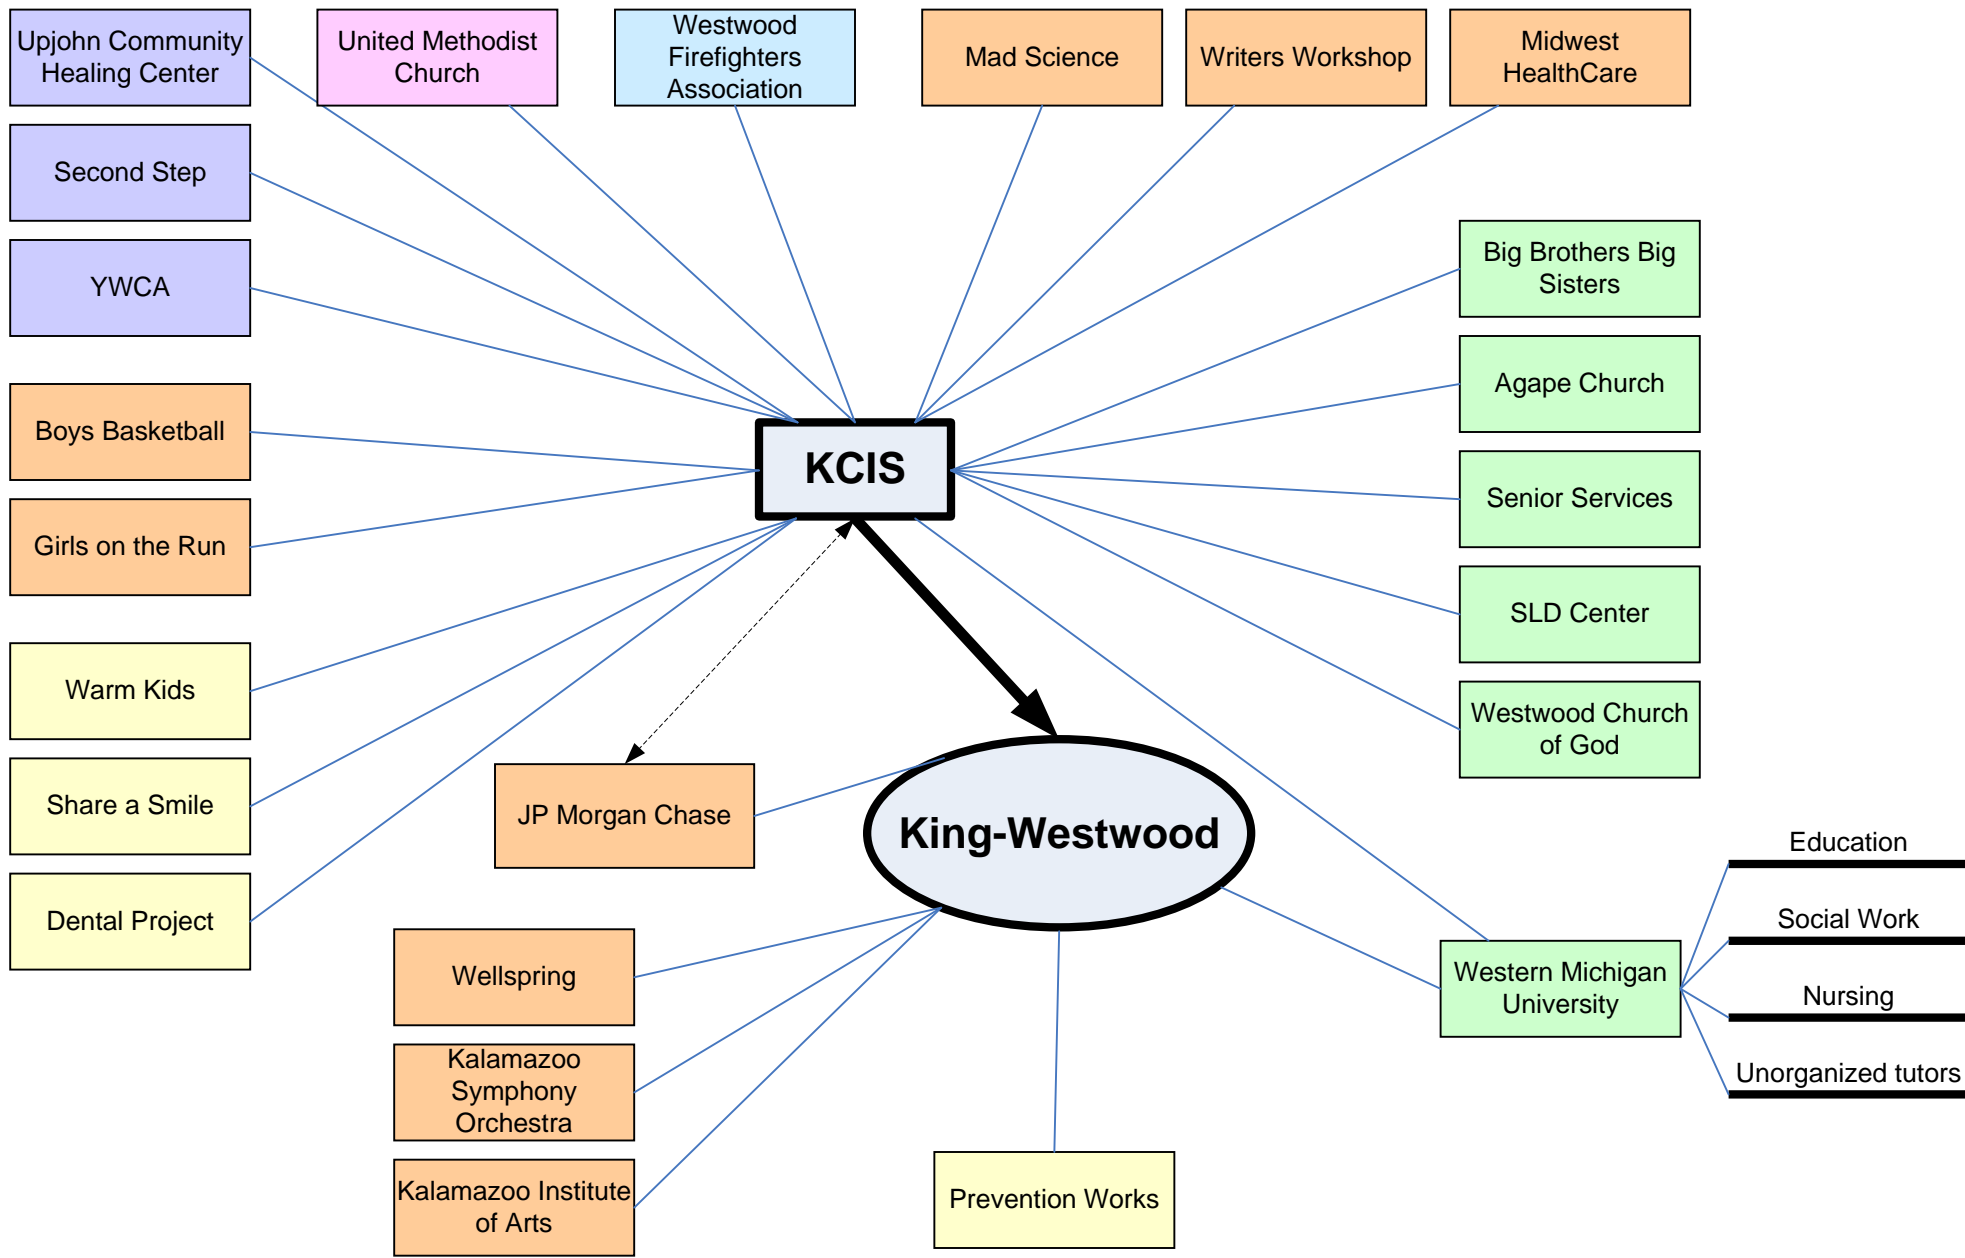 Upjohn Community
Healing Center
United Methodist
Church
Westwood
Firefighters
Association
Mad Science
Writers Workshop
Midwest
HealthCare
Second Step
YWCA
Big Brothers Big
Sisters
Agape Church
Boys Basketball
KCIS
Senior Services
Girls on the Run
SLD Center
Warm Kids
Westwood Church
of God
Share a Smile
JP Morgan Chase
King-Westwood
Education
Dental Project
Social Work
Wellspring
Western Michigan
University
Nursing
Kalamazoo
Symphony
Orchestra
Unorganized tutors
Kalamazoo Institute
of Arts
Prevention Works